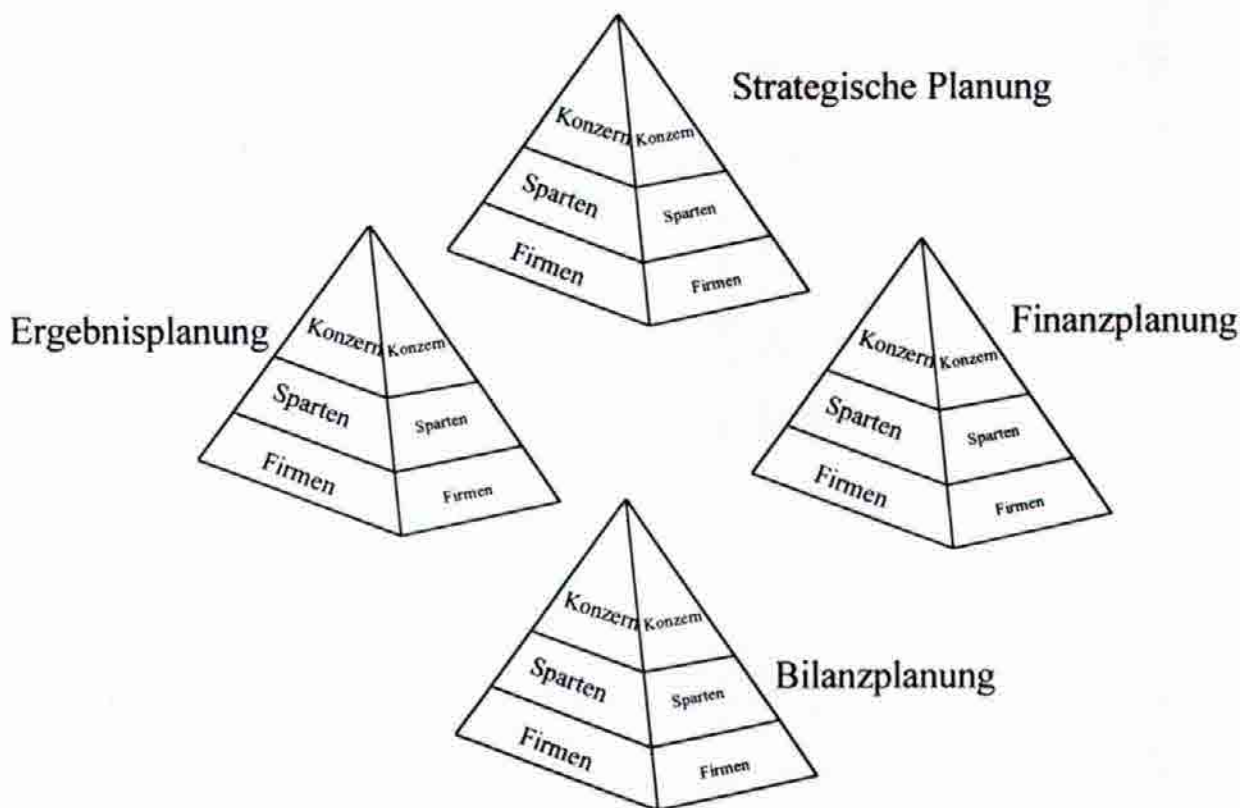 Strategische Planung
Konzern Konzern
Sparten Sparten
Firmen Firmen
Ergebnisplanung
Konzern Konzern
Sparten Sparten
Firmen Firmen
Finanzplanung
Konzern Konzern
Sparten Sparten
Firmen Firmen
Bilanzplanung
Konzern Konzern
Sparten Sparten
Firmen Firmen